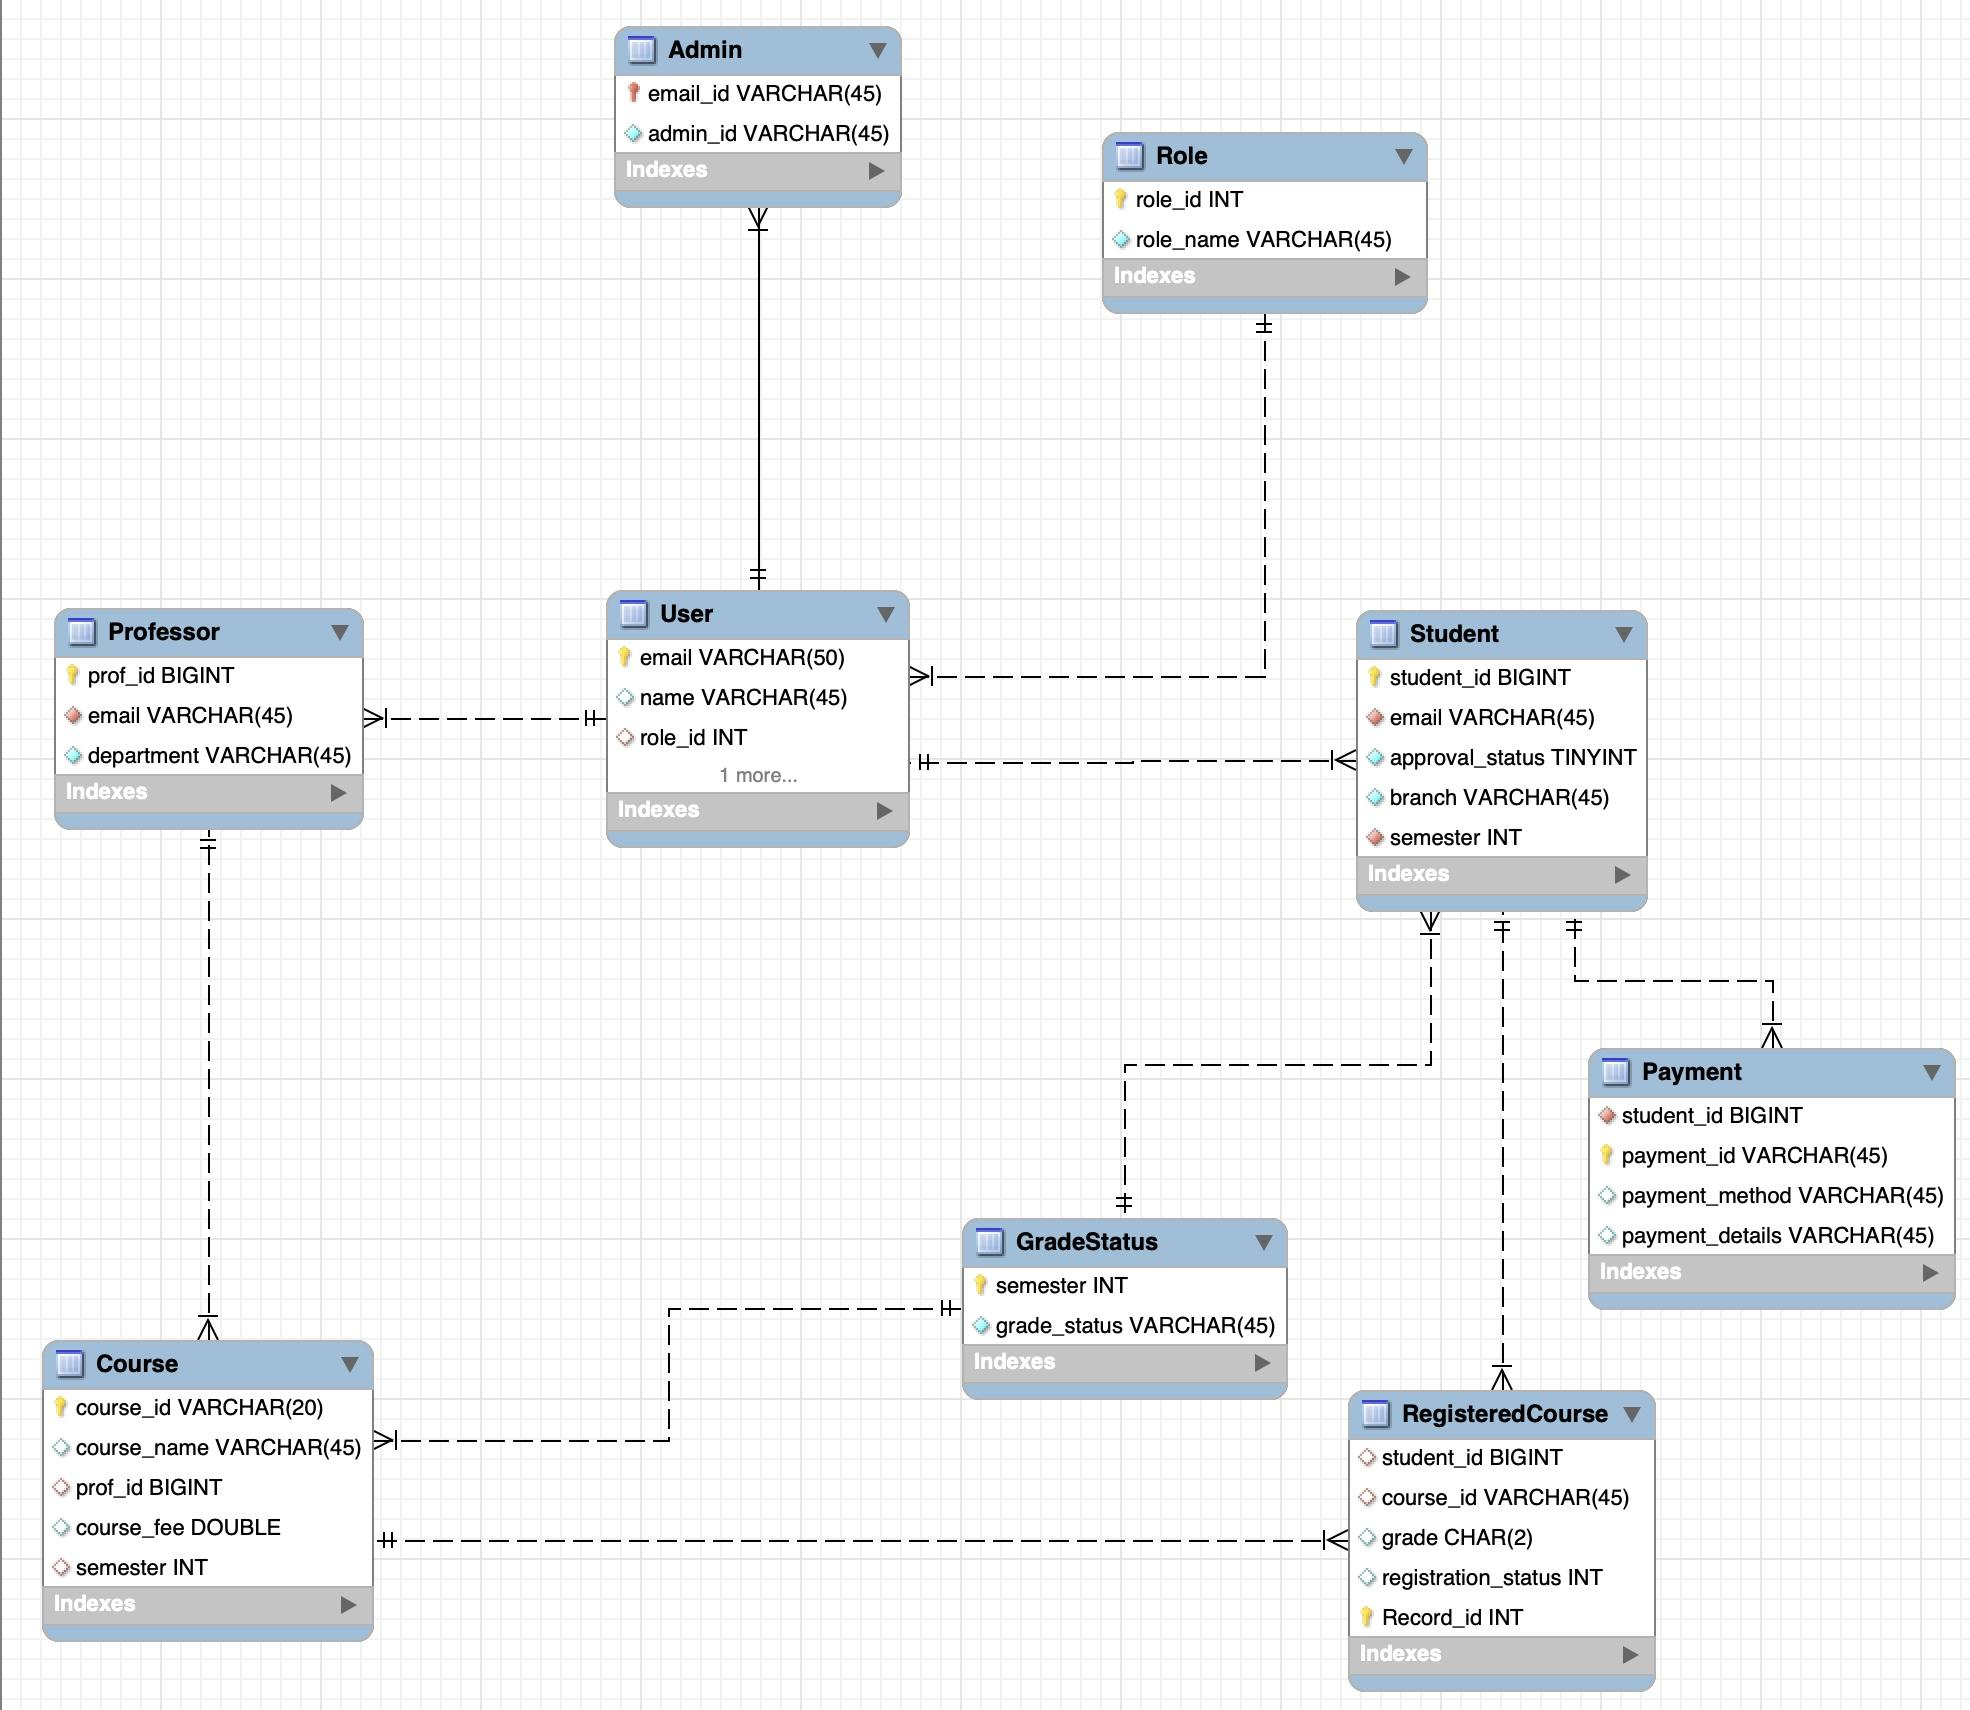 Admin
email_id VARCHAR(45)
admin_id VARCHAR(45)
Indexes
Role
role_id INT
role_name VARCHAR(45)
Indexes
Professor
prof_id BIGINT
email VARCHAR(45)
department VARCHAR(45)
Indexes
User
email VARCHAR(50)
name VARCHAR(45)
role_id INT
1 more...
Indexes
Student
student_id BIGINT
email VARCHAR(45)
approval_status TINYINT
branch VARCHAR(45)
semester INT
Indexes
Payment
student_id BIGINT
payment_id VARCHAR(45)
payment_method VARCHAR(45)
payment_details VARCHAR(45)
Indexes
GradeStatus
semester INT
grade_status VARCHAR(45)
Indexes
Course
course_id VARCHAR(20)
course_name VARCHAR(45)
prof_id BIGINT
course_fee DOUBLE
semester INT
Indexes
RegisteredCourse
student_id BIGINT
course_id VARCHAR(45)
grade CHAR(2)
registration_status INT
Record_id INT
Indexes